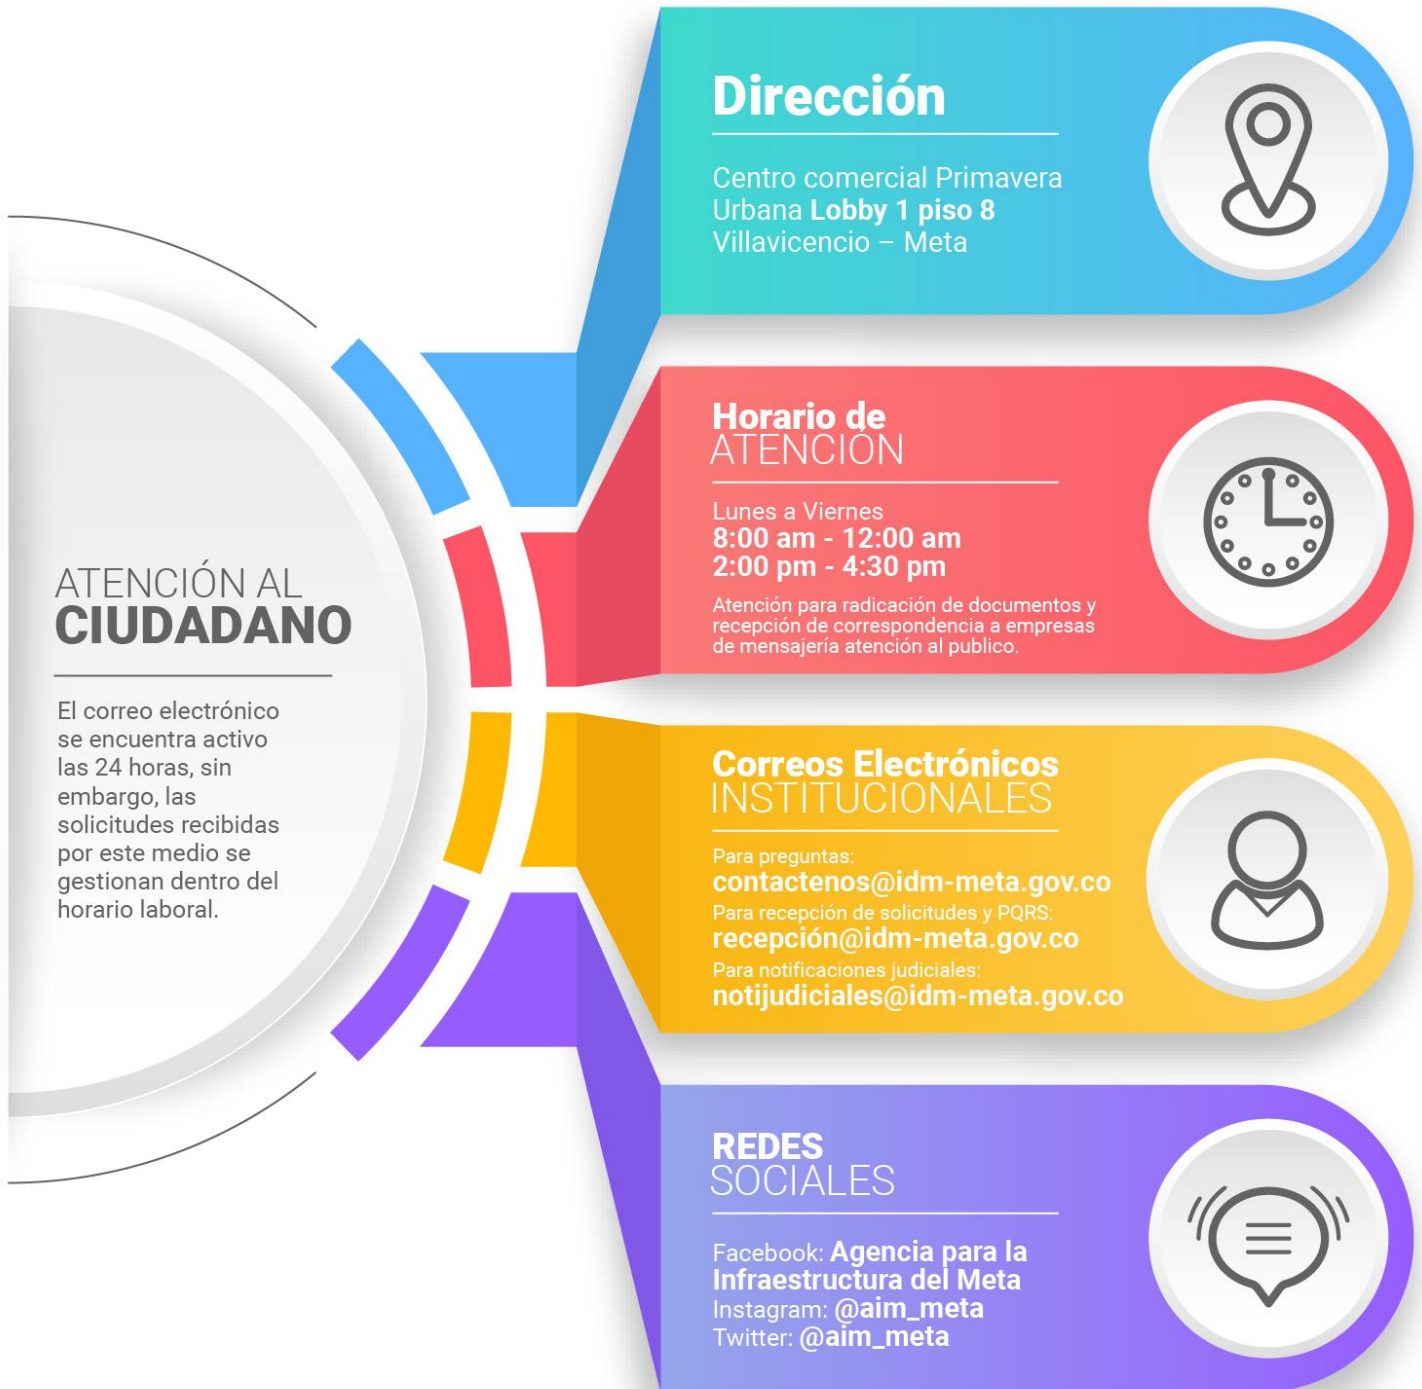 ATENCIÓN AL
CIUDADANO
El correo electrónico
se encuentra activo
las 24 horas, sin
embargo, las
solicitudes recibidas
por este medio se
gestionan dentro del
horario laboral.
Dirección
Centro comercial Primavera
Urbana Lobby 1 piso 8
Villavicencio – Meta
Horario de
ATENCIÓN
Lunes a Viernes
8:00 am - 12:00 am
2:00 pm - 4:30 pm
Atención para radicación de documentos y
recepción de correspondencia a empresas
de mensajería atención al publico.
Correos Electrónicos
INSTITUCIONALES
Para preguntas:
contactenos@idm-meta.gov.co
Para recepción de solicitudes y PQRS:
recepción@idm-meta.gov.co
Para notificaciones judiciales:
notijudiciales@idm-meta.gov.co
REDES
SOCIALES
Facebook: Agencia para la
Infraestructura del Meta
Instagram: @aim_meta
Twitter: @aim_meta